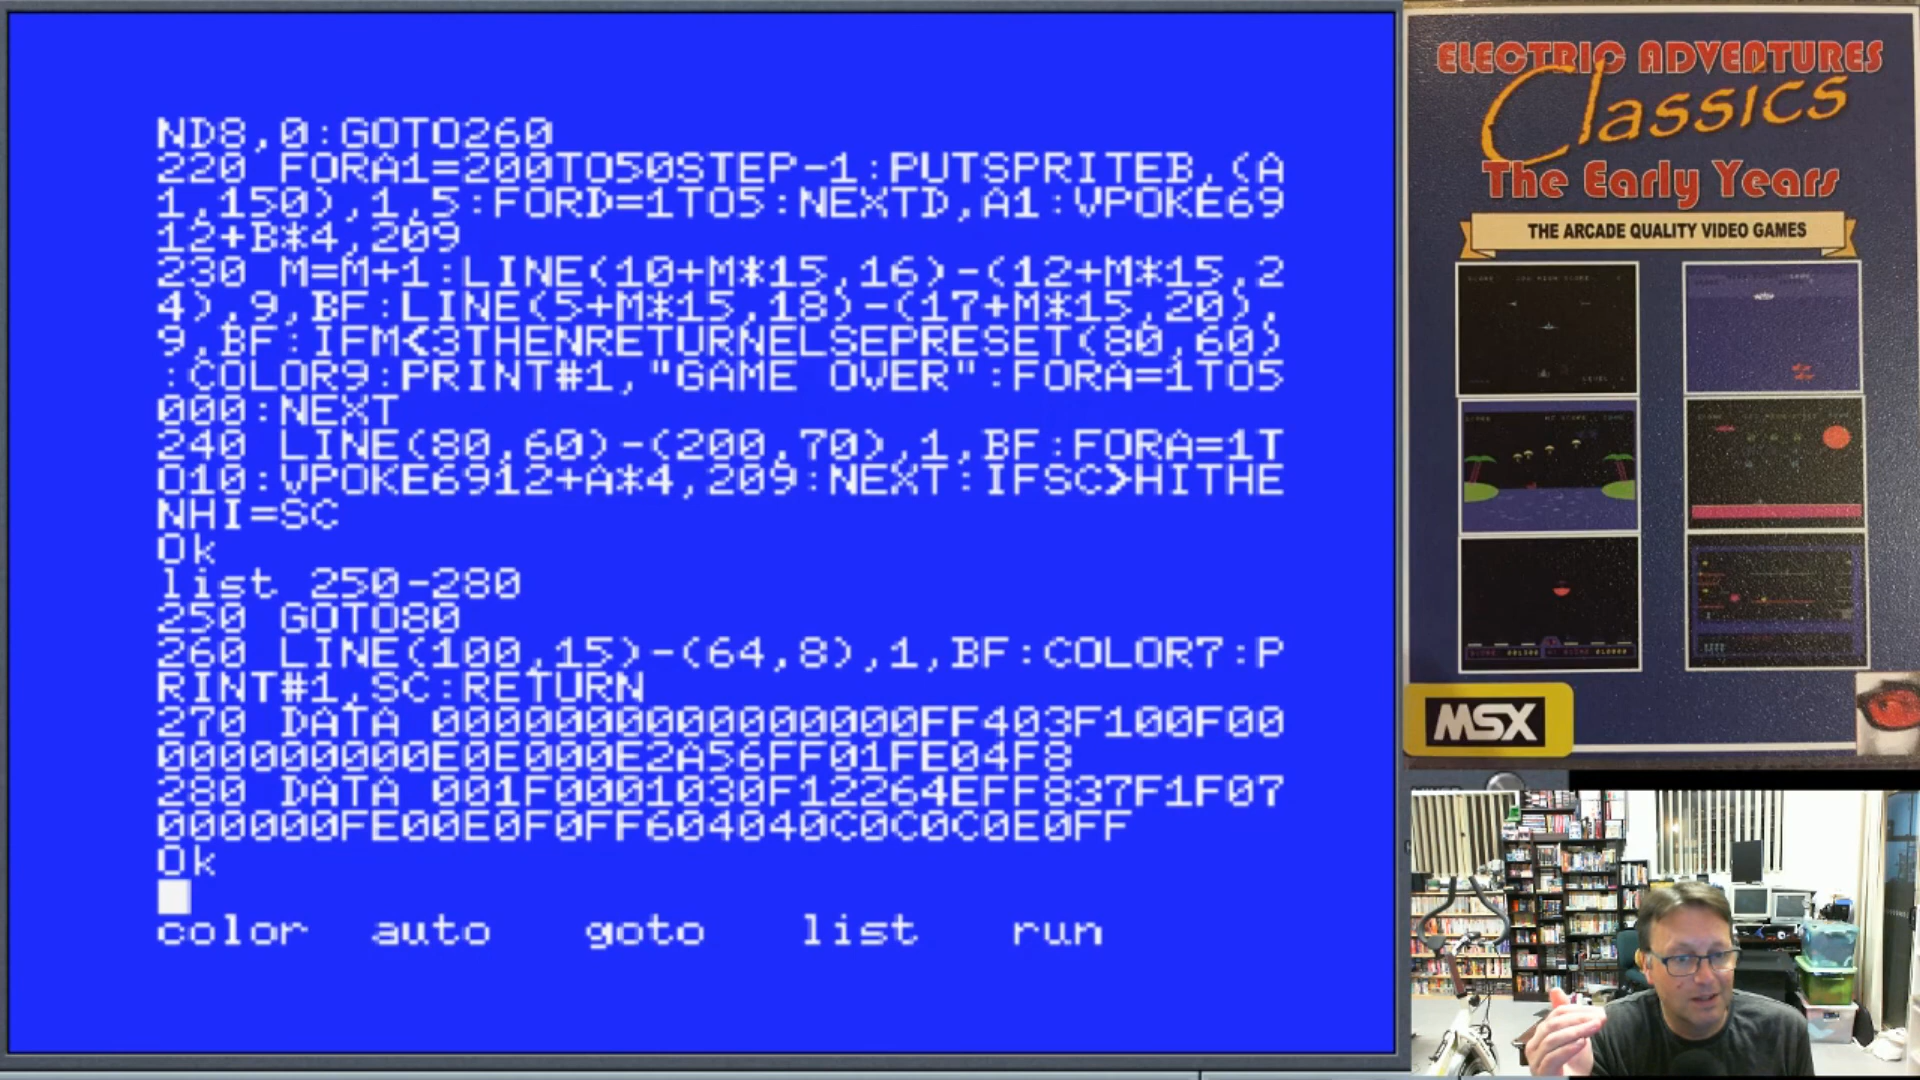 ND8,0:GOTO260
220 FORA1=200TO50STEP-1:PUTSPRITEB,(A
1,150),1,5:FORD=1TO5:NEXTD,A1:VPOKE69
12+B*4,209
230 M=M+1:LINE(10+M*15,16)-(12+M*15,2
4),9,BF:LINE(5+M*15,18)-(17+M*15,20),
9,BF:IFM<3THENRETURNELSEPRESET(80,60)
:COLOR9:PRINT#1,"GAME OVER":FORA=1TO5
000:NEXT
240 LINE(80,60)-(200,70),1,BF:FORA=1T
O10:VPOKE6912+A*4,209:NEXT:IFSC>HITHE
NHI=SC
Ok
list 250-280
250 GOTO80
260 LINE(100,15)-(64,8),1,BF:COLOR7:P
RINT#1,SC:RETURN
270 DATA 0000000000000000FF403F100F00
000000000E0E000E2A56FF01FE04F8
280 DATA 001F0001030F12264EFF837F1F07
000000FE00E0F0FF604040C0C0C0E0FF
Ok
color auto goto list run
ELECTRIC ADVENTURES
Classics
The Early Years
THE ARCADE QUALITY VIDEO GAMES
MSX